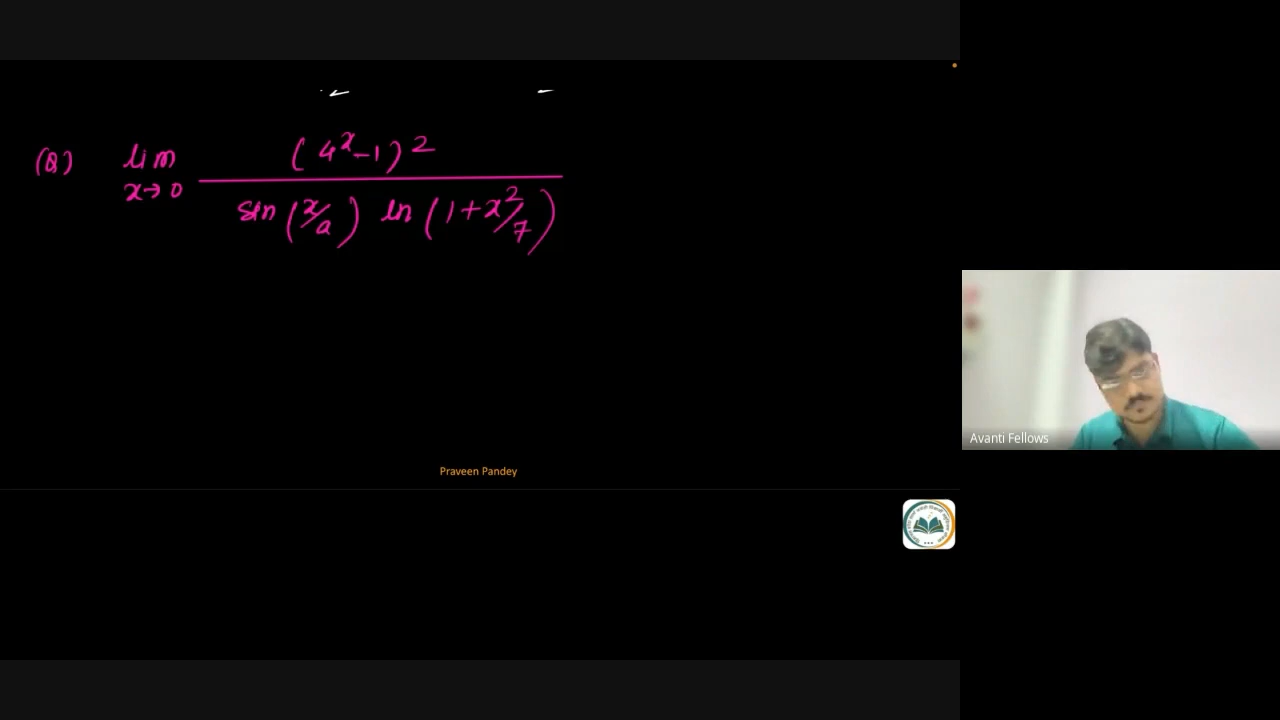 (Q) lim x→0 (4^x-1)^2 / sin(x/a) ln(1+x^2/7)
Avanti Fellows
Praveen Pandey